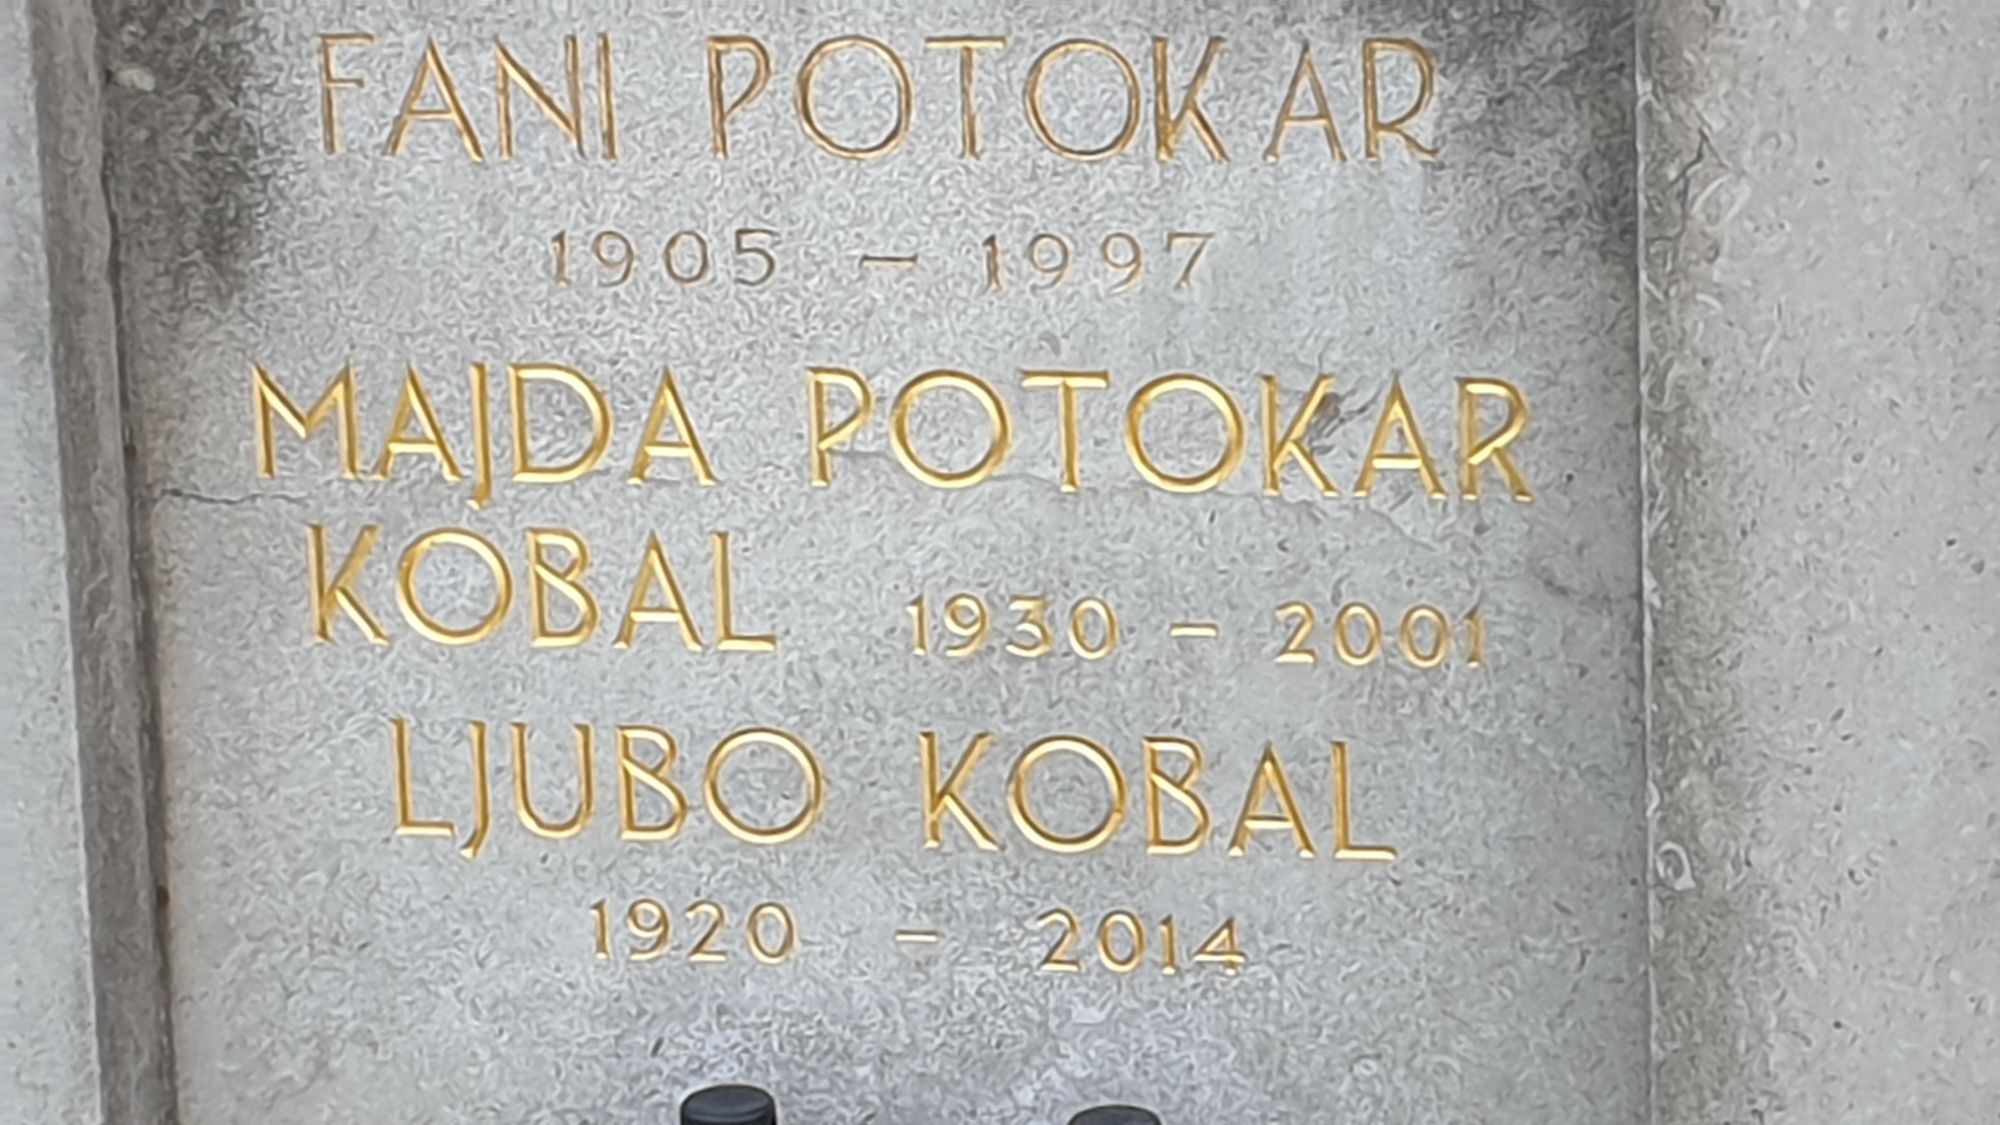 FANI POTOKAR
1905 – 1997
MAJDA POTOKAR
KOBAL 1930 – 2001
LJUBO KOBAL
1920 – 2014